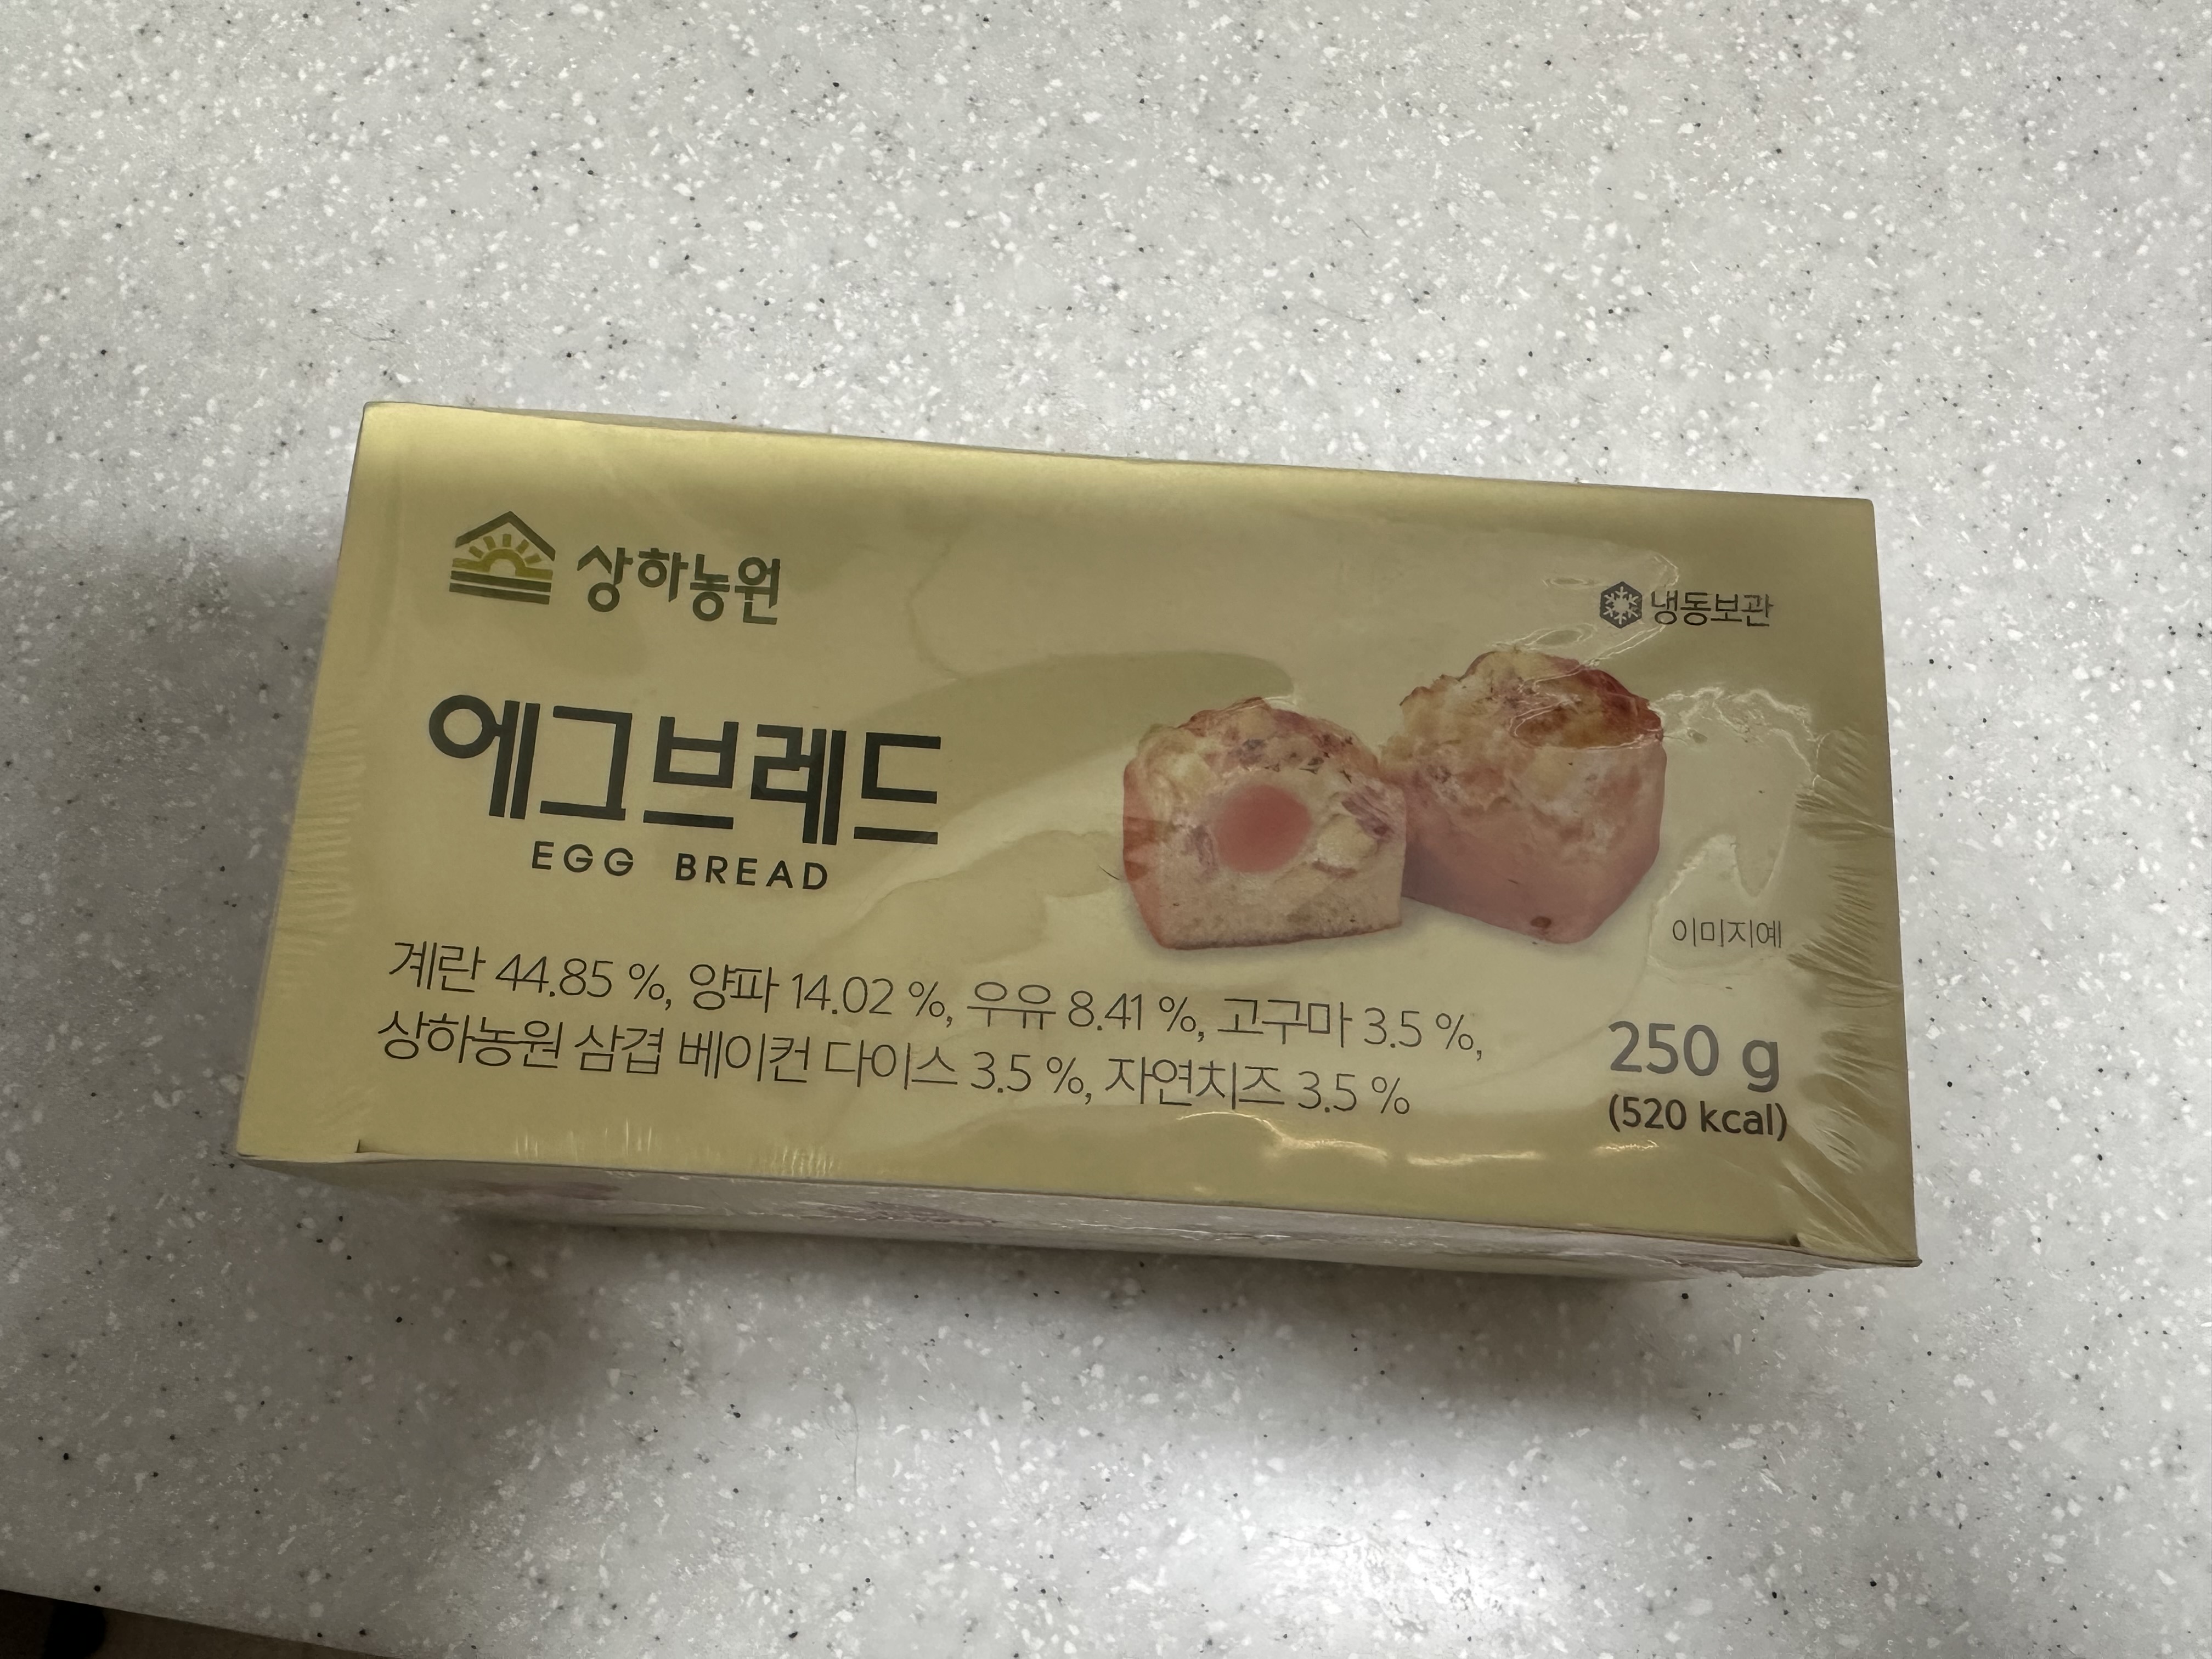 상하농원
냉동보관
에그브레드
EGG BREAD
이미지예
계란 44.85 %, 양파 14.02 %, 우유 8.41 %, 고구마 3.5 %,
상하농원 삼겹 베이컨 다이스 3.5 %, 자연치즈 3.5 %
250 g
(520 kcal)